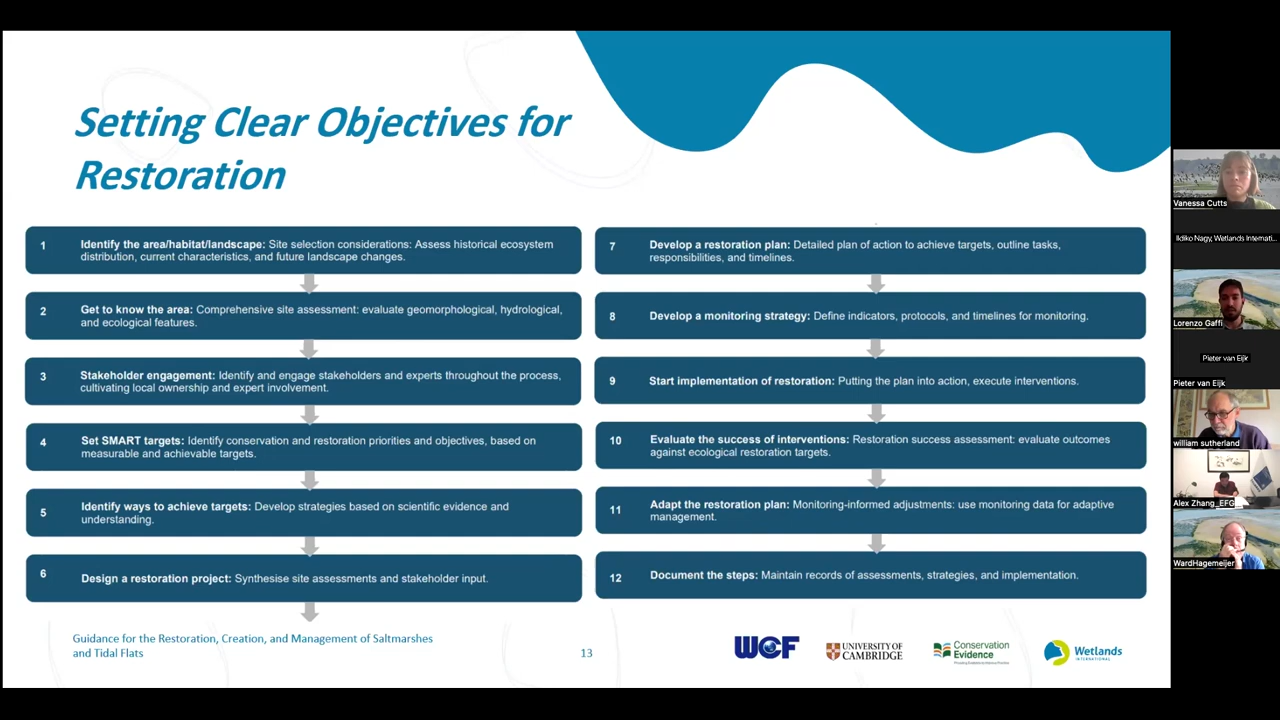 Setting Clear Objectives for
Restoration
1
Identify the area/habitat/landscape: Site selection considerations: Assess historical ecosystem
distribution, current characteristics, and future landscape changes.
2
Get to know the area: Comprehensive site assessment: evaluate geomorphological, hydrological,
and ecological features.
3
Stakeholder engagement: Identify and engage stakeholders and experts throughout the process,
cultivating local ownership and expert involvement.
4
Set SMART targets: Identify conservation and restoration priorities and objectives, based on
measurable and achievable targets.
5
Identify ways to achieve targets: Develop strategies based on scientific evidence and
understanding.
6
Design a restoration project: Synthesise site assessments and stakeholder input.
7
Develop a restoration plan: Detailed plan of action to achieve targets, outline tasks,
responsibilities, and timelines.
8
Develop a monitoring strategy: Define indicators, protocols, and timelines for monitoring.
9
Start implementation of restoration: Putting the plan into action, execute interventions.
10
Evaluate the success of interventions: Restoration success assessment: evaluate outcomes
against ecological restoration targets.
11
Adapt the restoration plan: Monitoring-informed adjustments: use monitoring data for adaptive
management.
12
Document the steps: Maintain records of assessments, strategies, and implementation.
Guidance for the Restoration, Creation, and Management of Saltmarshes
and Tidal Flats
13
WCF
UNIVERSITY OF
CAMBRIDGE
Conservation
Evidence
Wetlands
INTERNATIONAL
Vanessa Cutts
Ildiko Nagy, Wetlands Internati...
Lorenzo Gaffi
Pieter van Eijk
Pieter van Eijk
william sutherland
Alex Zhang_EFG
WardHagemeijer